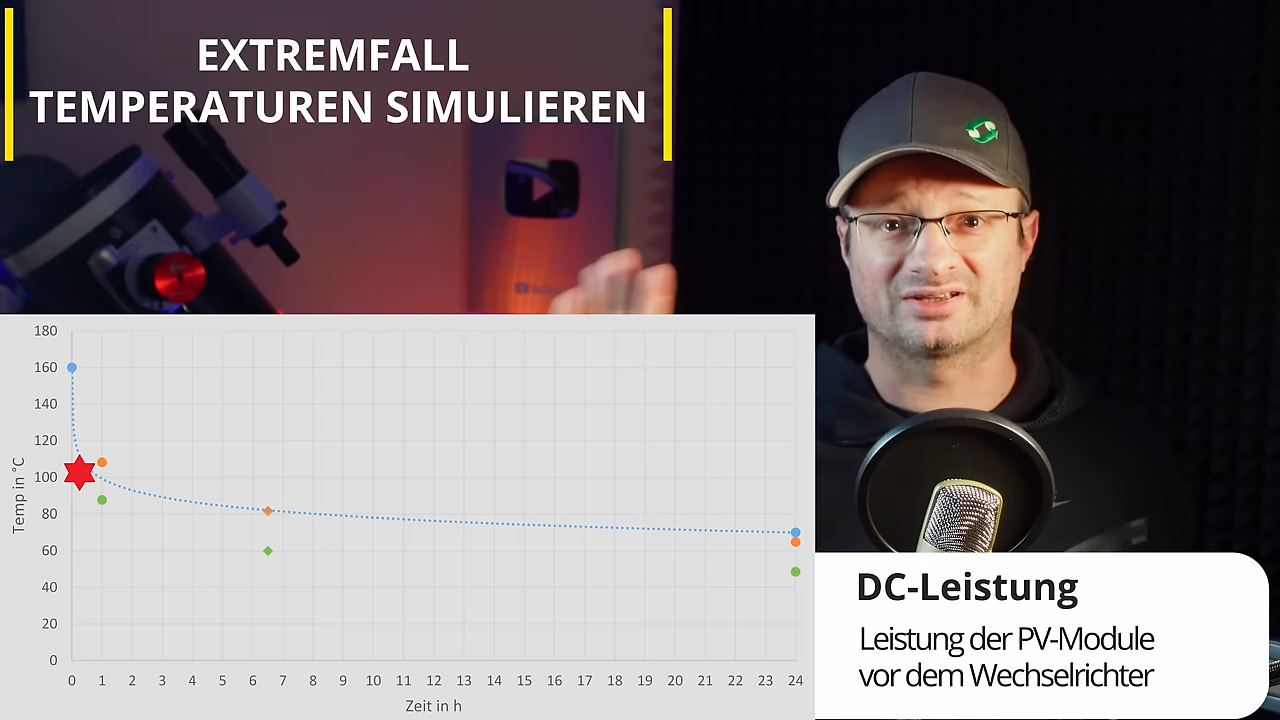 EXTREMFALL
TEMPERATUREN SIMULIEREN
180
160
140
120
100
80
60
40
20
0
Temp in °C
0 1 2 3 4 5 6 7 8 9 10 11 12 13 14 15 16 17 18 19 20 21 22 23 24
Zeit in h
DC-Leistung
Leistung der PV-Module
vor dem Wechselrichter